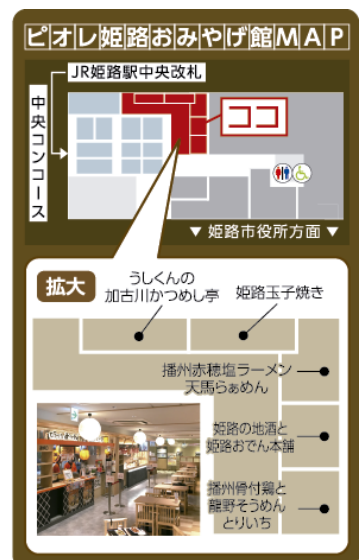 ピオレ姫路おみやげ館MAP
JR姫路駅中央改札
中央コンコース
ココ
▼ 姫路市役所方面 ▼
拡大
うしくんの
加古川かつめし亭
姫路玉子焼き
播州赤穂塩ラーメン
天馬らぁめん
姫路の地酒と
姫路おでん本舗
播州骨付鶏と
龍野そうめん
とりいち